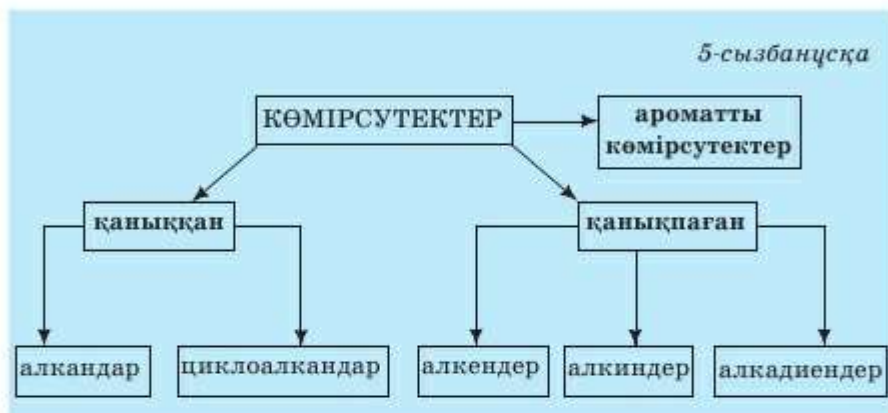 5-сызбанұсқа
КӨМІРСУТЕКТЕР
ароматты
көмірсутектер
қаныққан
қанықпаған
алкандар
циклоалкандар
алкендер
алкиндер
алкадиендер